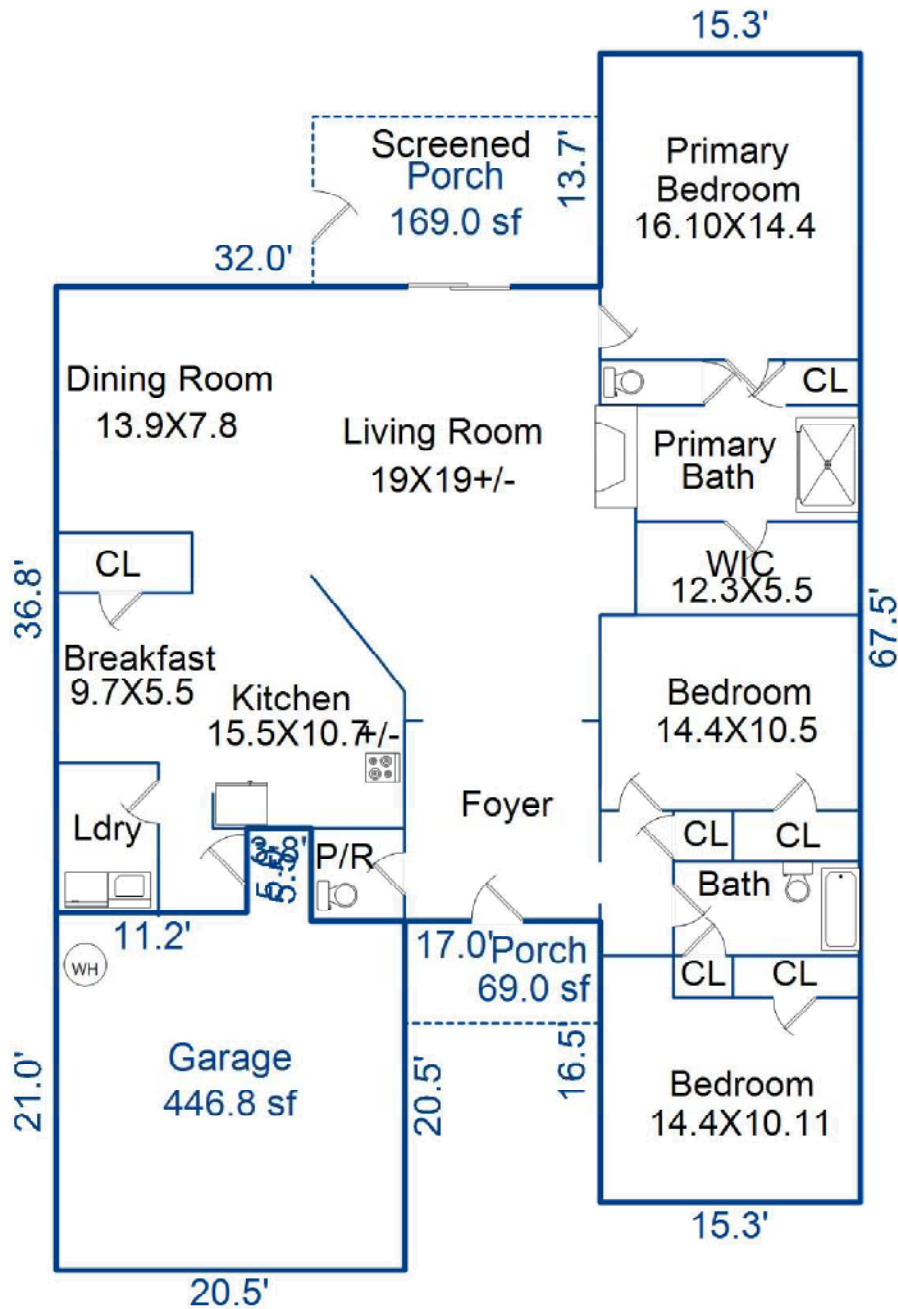 15.3'
Screened
Porch
169.0 sf
13.7'
Primary
Bedroom
16.10X14.4
32.0'
Dining Room
13.9X7.8
Living Room
19X19+/-
CL
Primary
Bath
CL
WIC
12.3X5.5
36.8'
67.5'
Breakfast
9.7X5.5
Kitchen
15.5X10.7+/-
Bedroom
14.4X10.5
Ldry
Foyer
P/R
CL
CL
Bath
11.2'
17.0'
Porch
69.0 sf
WH
CL
CL
21.0'
Garage
446.8 sf
20.5'
16.5'
Bedroom
14.4X10.11
15.3'
20.5'